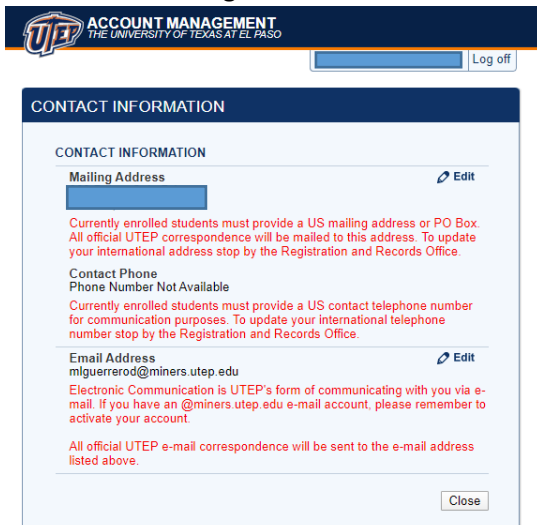 UTEP
ACCOUNT MANAGEMENT
THE UNIVERSITY OF TEXAS AT EL PASO
Log off
CONTACT INFORMATION
CONTACT INFORMATION
Mailing Address
Edit
Currently enrolled students must provide a US mailing address or PO Box.
All official UTEP correspondence will be mailed to this address. To update
your international address stop by the Registration and Records Office.
Contact Phone
Phone Number Not Available
Currently enrolled students must provide a US contact telephone number
for communication purposes. To update your international telephone
number stop by the Registration and Records Office.
Email Address
Edit
mlguerrerod@miners.utep.edu
Electronic Communication is UTEP's form of communicating with you via e-
mail. If you have an @miners.utep.edu e-mail account, please remember to
activate your account.
All official UTEP e-mail correspondence will be sent to the e-mail address
listed above.
Close